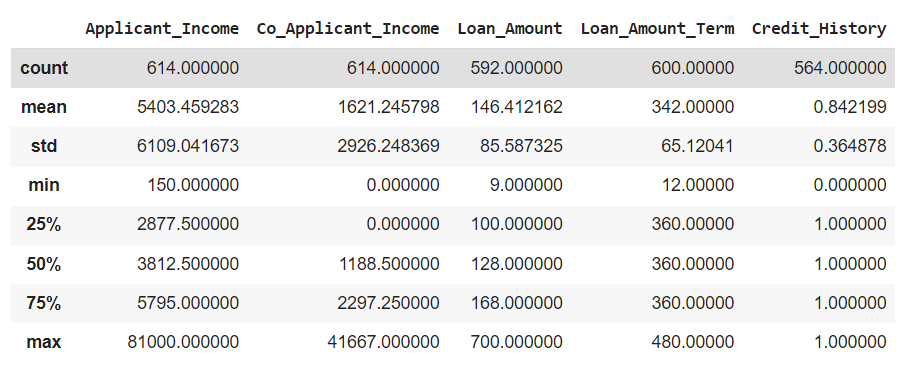 Applicant_Income Co_Applicant_Income Loan_Amount Loan_Amount_Term Credit_History
count 614.000000 614.000000 592.000000 600.00000 564.000000
mean 5403.459283 1621.245798 146.412162 342.00000 0.842199
std 6109.041673 2926.248369 85.587325 65.12041 0.364878
min 150.000000 0.000000 9.000000 12.00000 0.000000
25% 2877.500000 0.000000 100.000000 360.00000 1.000000
50% 3812.500000 1188.500000 128.000000 360.00000 1.000000
75% 5795.000000 2297.250000 168.000000 360.00000 1.000000
max 81000.000000 41667.000000 700.000000 480.00000 1.000000